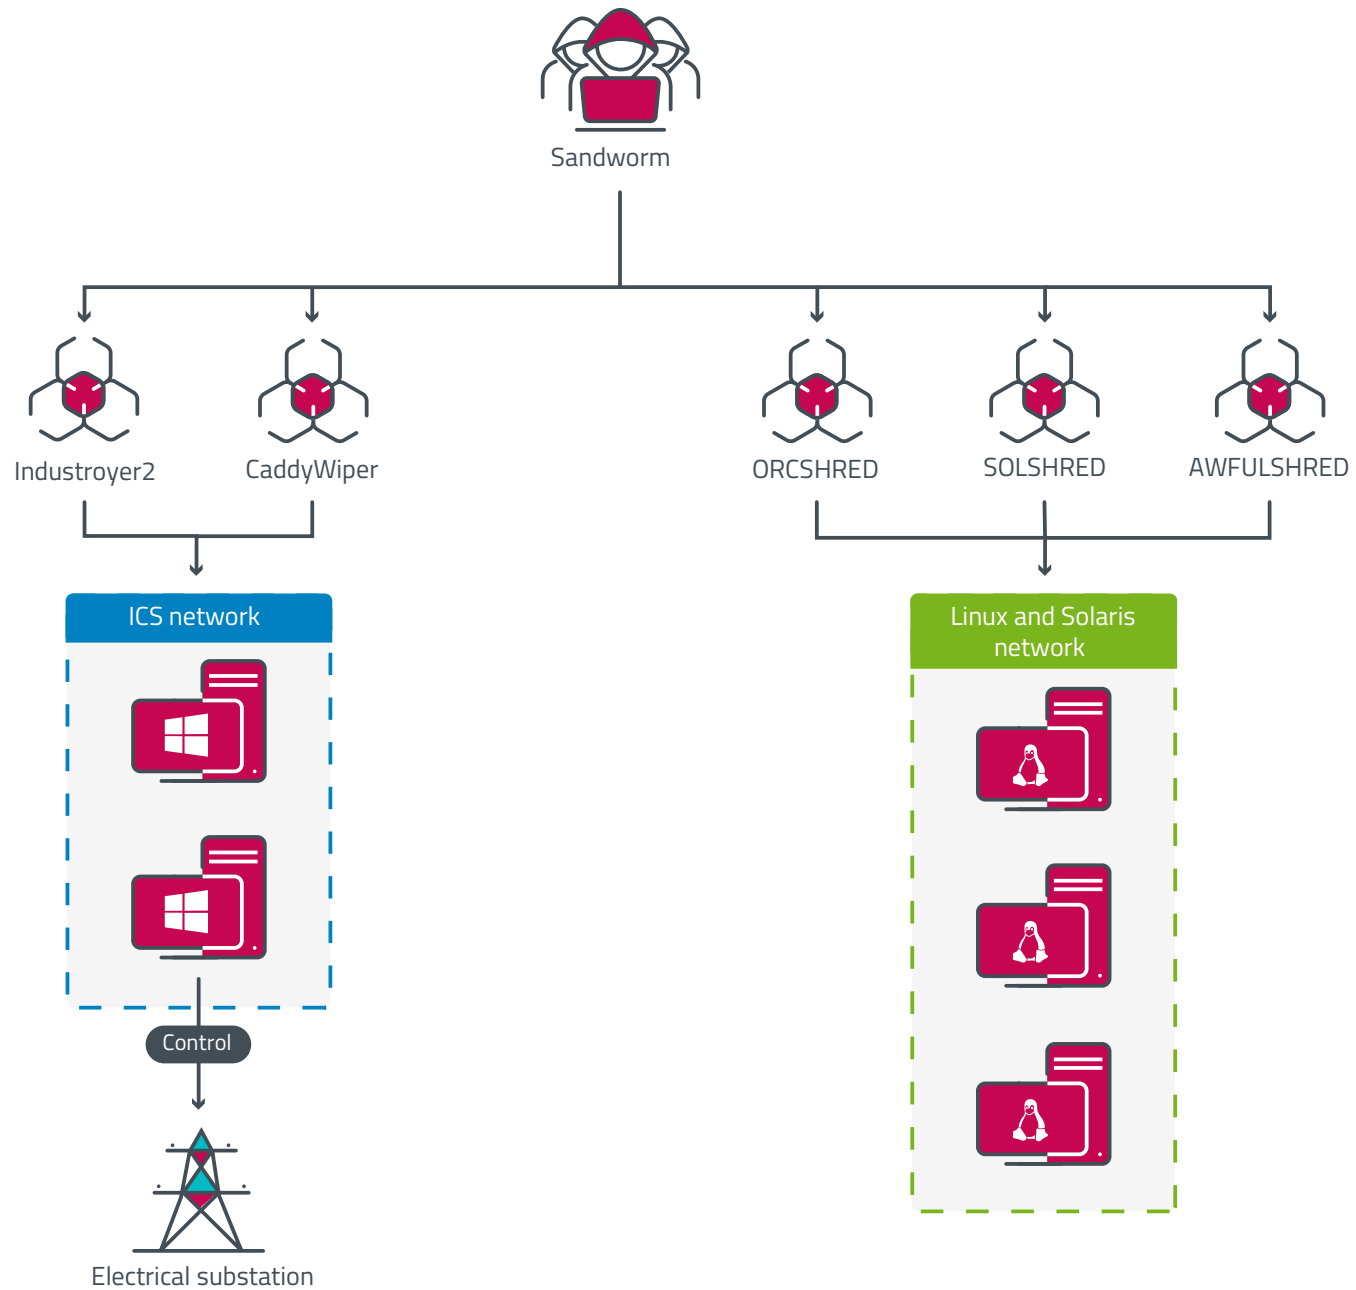 Sandworm
Industroyer2
CaddyWiper
ORCSHRED
SOLSHRED
AWFULSHRED
ICS network
Linux and Solaris
network
Control
Electrical substation